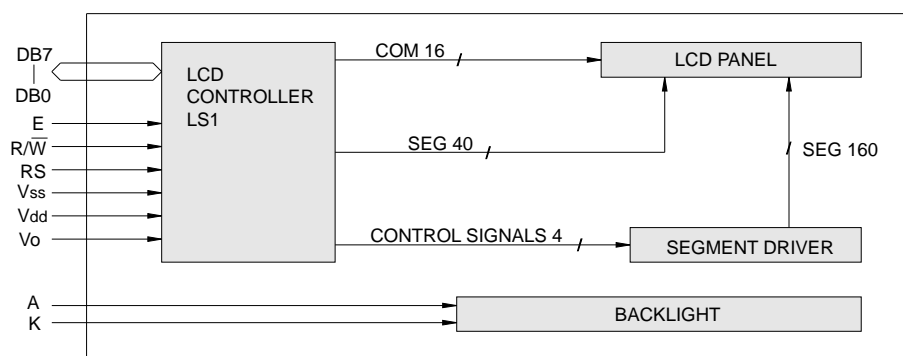 DB7
DB0
E
R/W̅
RS
Vss
Vdd
Vo
A
K
LCD
CONTROLLER
LS1
COM 16
SEG 40
CONTROL SIGNALS 4
LCD PANEL
SEG 160
SEGMENT DRIVER
BACKLIGHT